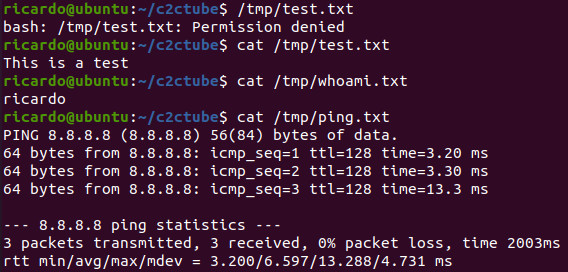 ricardo@ubuntu:~/c2ctube$ /tmp/test.txt
bash: /tmp/test.txt: Permission denied
ricardo@ubuntu:~/c2ctube$ cat /tmp/test.txt
This is a test
ricardo@ubuntu:~/c2ctube$ cat /tmp/whoami.txt
ricardo
ricardo@ubuntu:~/c2ctube$ cat /tmp/ping.txt
PING 8.8.8.8 (8.8.8.8) 56(84) bytes of data.
64 bytes from 8.8.8.8: icmp_seq=1 ttl=128 time=3.20 ms
64 bytes from 8.8.8.8: icmp_seq=2 ttl=128 time=3.30 ms
64 bytes from 8.8.8.8: icmp_seq=3 ttl=128 time=13.3 ms

--- 8.8.8.8 ping statistics ---
3 packets transmitted, 3 received, 0% packet loss, time 2003ms
rtt min/avg/max/mdev = 3.200/6.597/13.288/4.731 ms